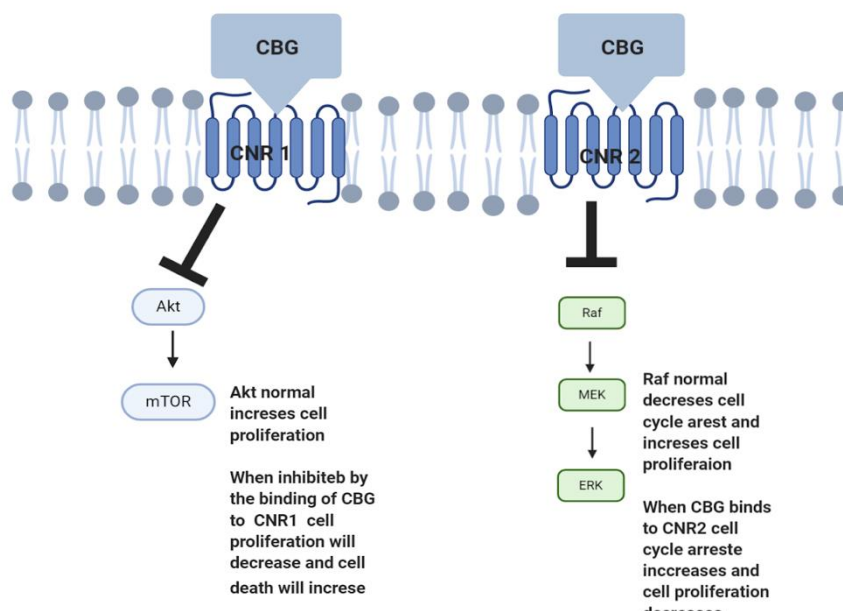 CBG
CBG
CNR 1
CNR 2
Akt
mTOR
Akt normal
increses cell
proliferation
When inhibiteb by
the binding of CBG
to CNR1 cell
proliferation will
decrease and cell
death will increse
Raf
MEK
ERK
Raf normal
decreses cell
cycle arest and
increses cell
proliferaion
When CBG binds
to CNR2 cell
cycle arreste
inccreases and
cell proliferation
decreases